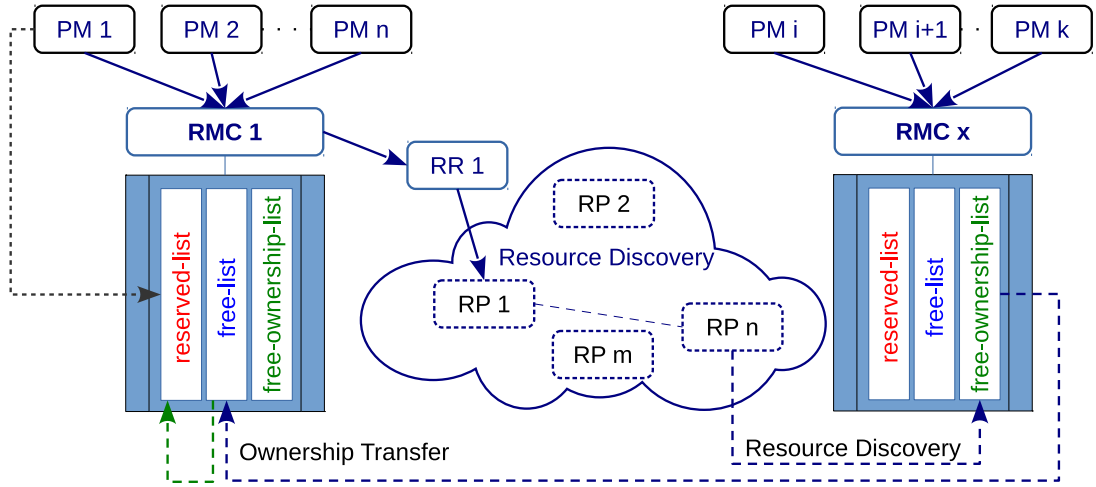 PM 1
PM 2
. . .
PM n
PM i
PM i+1
. .
PM k
RMC 1
RMC x
RR 1
RP 2
Resource Discovery
RP 1
RP n
RP m
reserved-list
free-list
free-ownership-list
reserved-list
free-list
free-ownership-list
Ownership Transfer
Resource Discovery